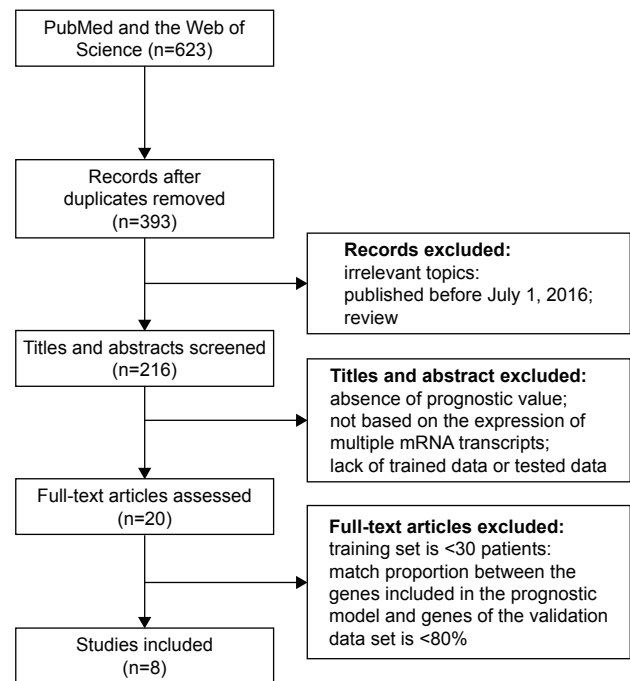 PubMed and the Web of
Science (n=623)
Records after
duplicates removed
(n=393)
Records excluded:
irrelevant topics:
published before July 1, 2016;
review
Titles and abstracts screened
(n=216)
Titles and abstract excluded:
absence of prognostic value;
not based on the expression of
multiple mRNA transcripts;
lack of trained data or tested data
Full-text articles assessed
(n=20)
Full-text articles excluded:
training set is <30 patients:
match proportion between the
genes included in the prognostic
model and genes of the validation
data set is <80%
Studies included
(n=8)